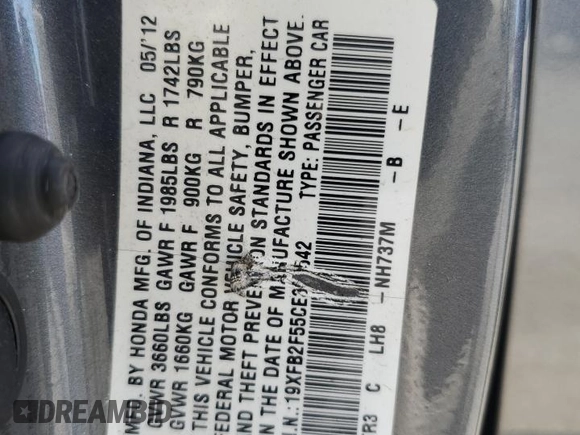 MFD. BY HONDA MFG. OF INDIANA, LLC 05/'12
GVWR 3660LBS GAWR F 1985LBS R 1742LBS
GVWR 1660KG GAWR F 900KG R 790KG
THIS VEHICLE CONFORMS TO ALL APPLICABLE
FEDERAL MOTOR VEHICLE SAFETY, BUMPER,
AND THEFT PREVENTION STANDARDS IN EFFECT
ON THE DATE OF MANUFACTURE SHOWN ABOVE.
V.I.N.: TYPE: PASSENGER CAR
FR3 C LH8 -NH737M -B -E
DREAMBID